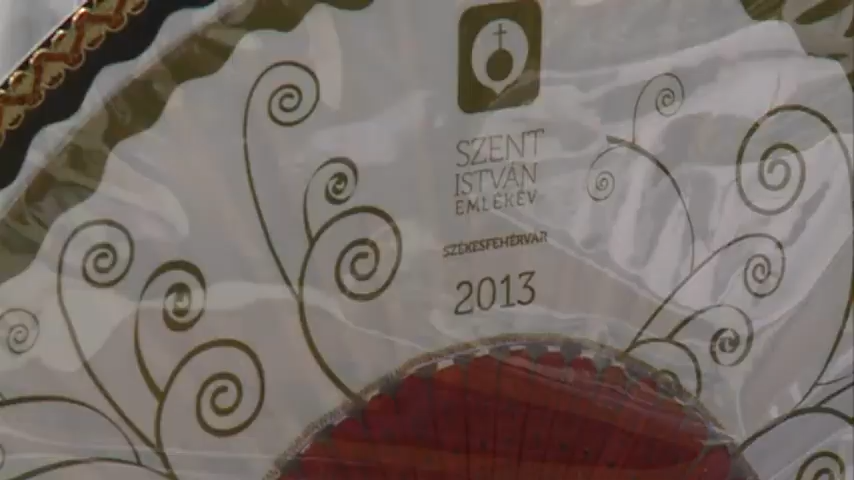 SZENT
ISTVÁN
EMLÉKÉV
SZÉKESFEHÉRVÁR
2013